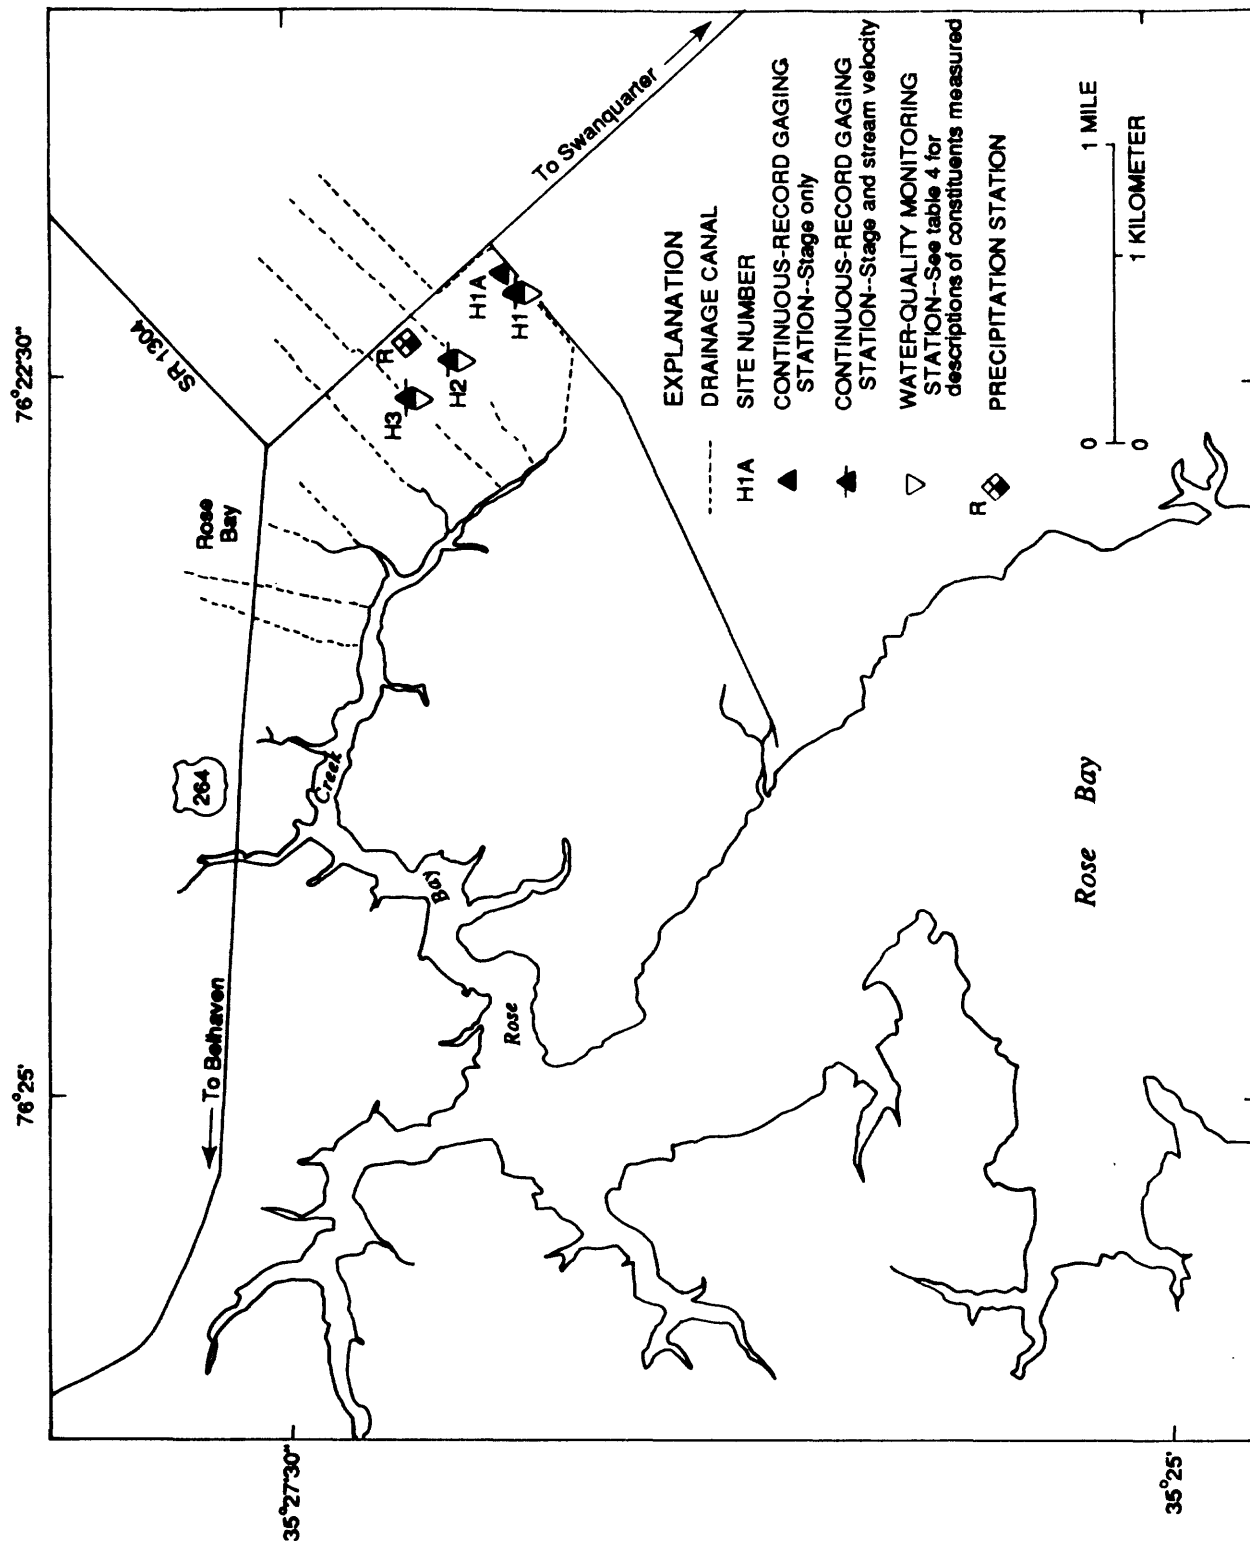 76°25'
76°22'30"
35°27'30"
35°25'
← To Belhaven
264
SR 1304
Rose
Bay
To Swanquarter →
Creek
Bay
Rose
H3
R
H2
H1A
H1
Rose Bay
EXPLANATION
DRAINAGE CANAL
H1A SITE NUMBER
CONTINUOUS-RECORD GAGING
STATION--Stage only
CONTINUOUS-RECORD GAGING
STATION--Stage and stream velocity
WATER-QUALITY MONITORING
STATION--See table 4 for
descriptions of constituents measured
R PRECIPITATION STATION
0 1 MILE
0 1 KILOMETER